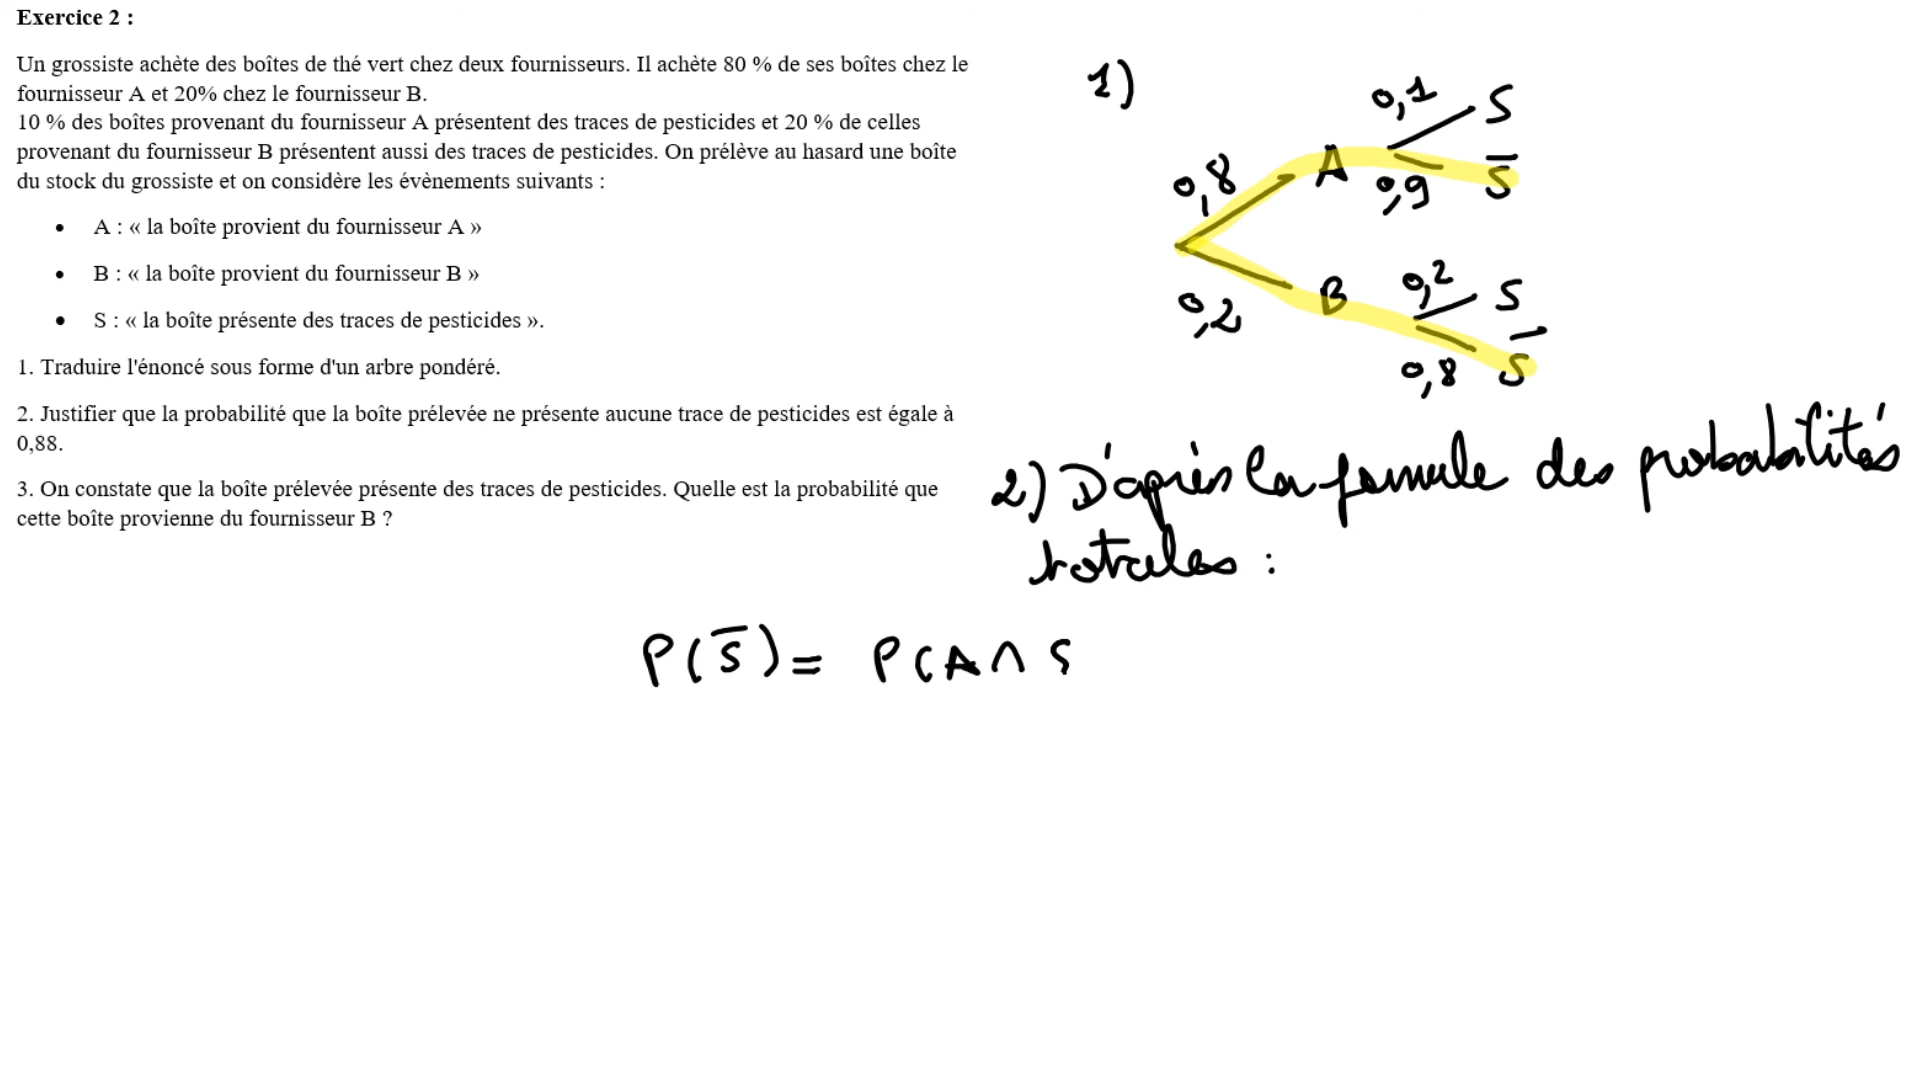 Exercice 2 :
Un grossiste achète des boîtes de thé vert chez deux fournisseurs. Il achète 80 % de ses boîtes chez le
fournisseur A et 20% chez le fournisseur B.
10 % des boîtes provenant du fournisseur A présentent des traces de pesticides et 20 % de celles
provenant du fournisseur B présentent aussi des traces de pesticides. On prélève au hasard une boîte
du stock du grossiste et on considère les évènements suivants :
• A : « la boîte provient du fournisseur A »
• B : « la boîte provient du fournisseur B »
• S : « la boîte présente des traces de pesticides ».
1. Traduire l'énoncé sous forme d'un arbre pondéré.
2. Justifier que la probabilité que la boîte prélevée ne présente aucune trace de pesticides est égale à
0,88.
3. On constate que la boîte prélevée présente des traces de pesticides. Quelle est la probabilité que
cette boîte provienne du fournisseur B ?
1)
0,1 S
0,8 A
0,9 S̅
0,2 B
0,2 S
0,8 S̅
2) D'après la formule des probabilités
totales :
P(S̅) = P(A ∩ S